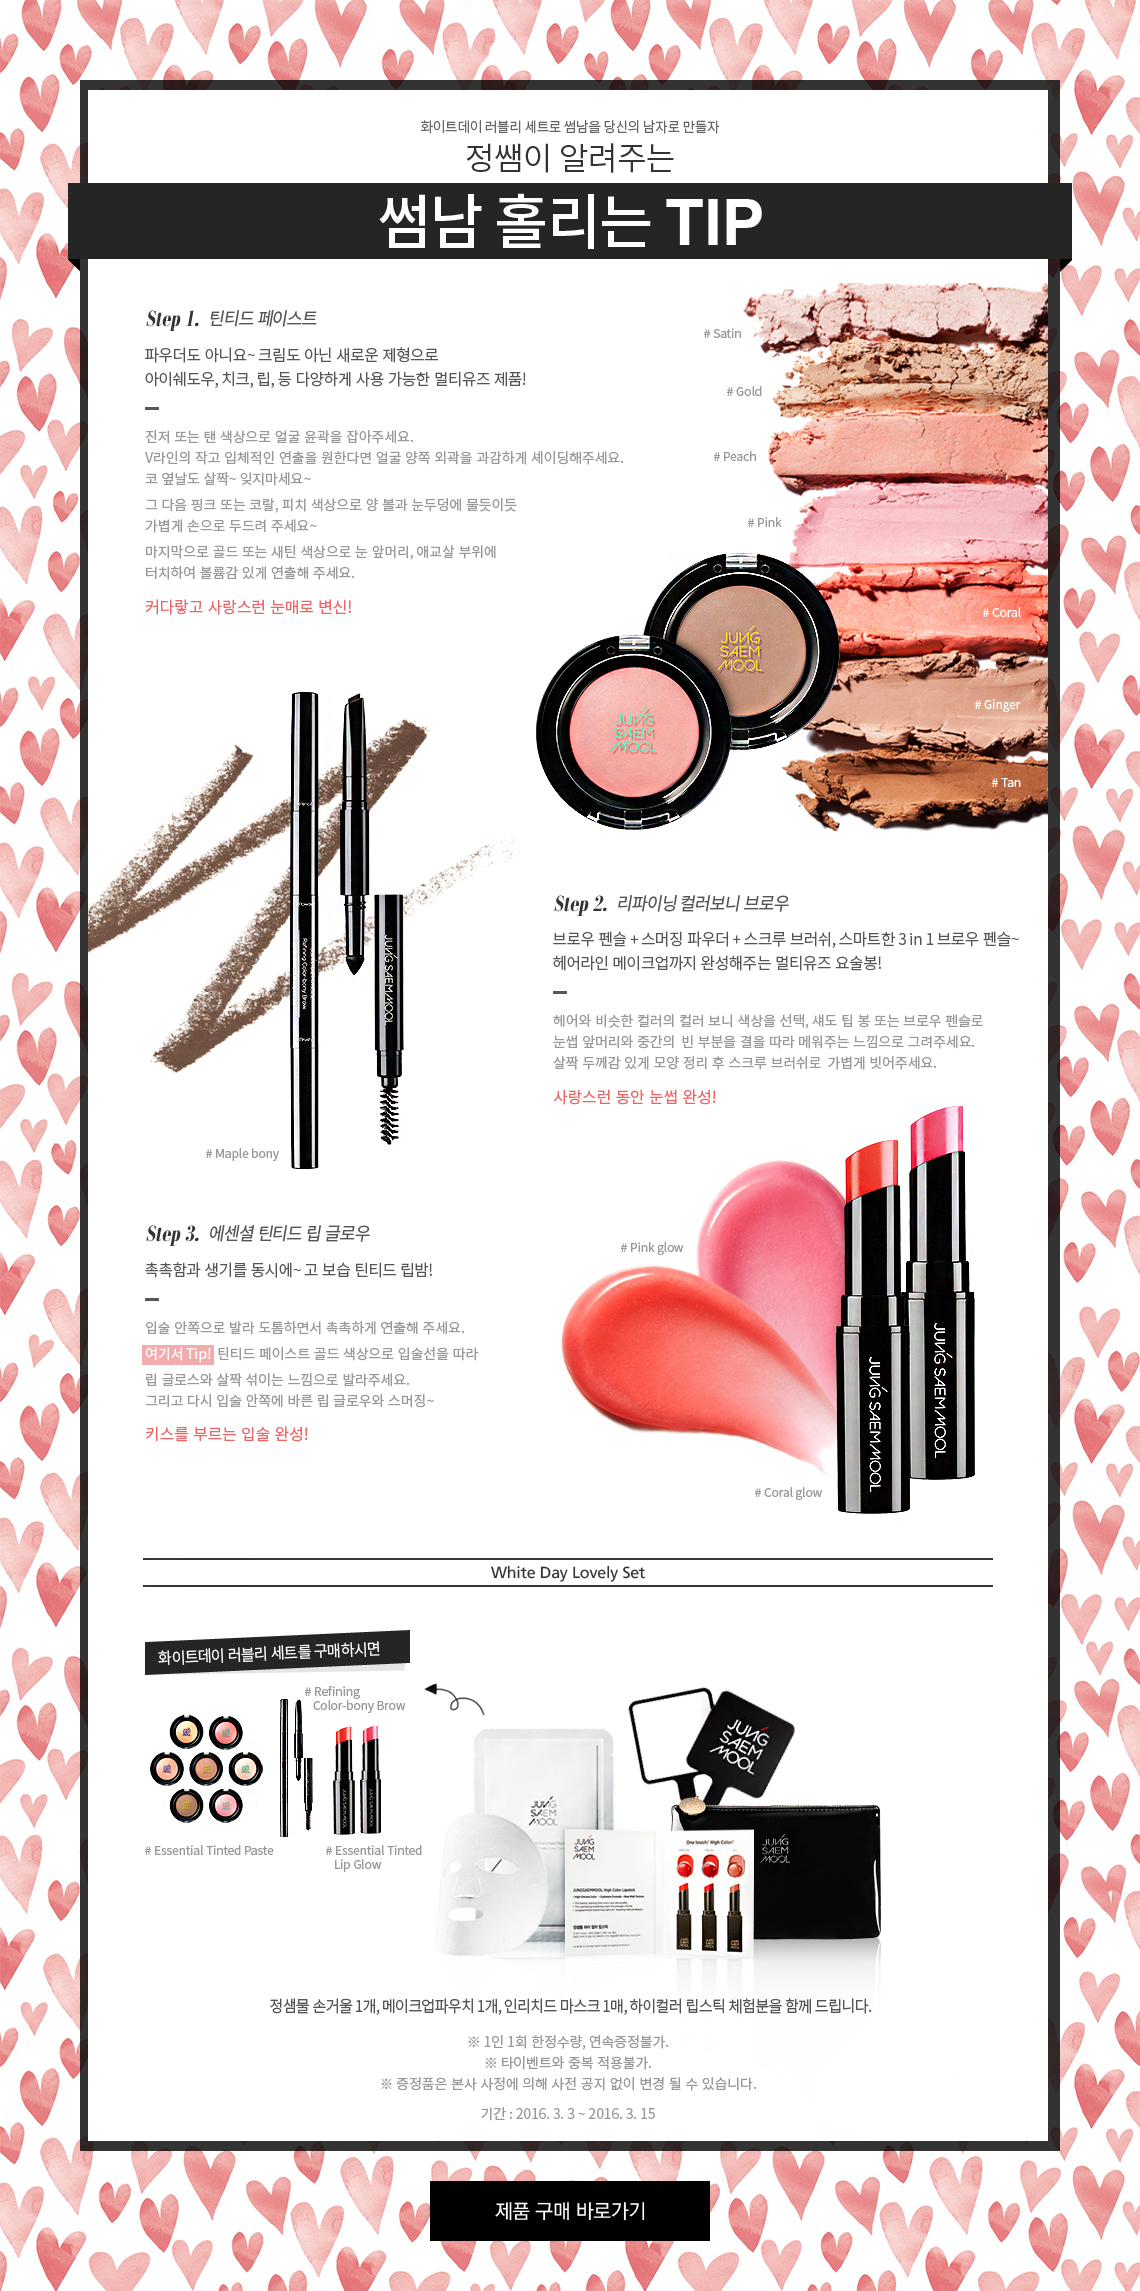 화이트데이 러블리 세트로 썸남을 당신의 남자로 만들자
정쌤이 알려주는
썸남 홀리는 TIP
Step 1. 틴티드 페이스트
파우더도 아니요~ 크림도 아닌 새로운 제형으로
아이쉐도우, 치크, 립, 등 다양하게 사용 가능한 멀티유즈 제품!
진저 또는 탠 색상으로 얼굴 윤곽을 잡아주세요.
V라인의 작고 입체적인 연출을 원한다면 얼굴 양쪽 외곽을 과감하게 셰이딩해주세요.
코 옆날도 살짝~ 잊지마세요~
그 다음 핑크 또는 코랄, 피치 색상으로 양 볼과 눈두덩에 물듯이듯
가볍게 손으로 두드려 주세요~
마지막으로 골드 또는 새틴 색상으로 눈 앞머리, 애교살 부위에
터치하여 볼륨감 있게 연출해 주세요.
커다랗고 사랑스런 눈매로 변신!
# Satin
# Gold
# Peach
# Pink
# Coral
# Ginger
# Tan
JUNG
SAEM
MOOL
JUNG
SAEM
MOOL
Refining Color-bony Brow
JUNG SAEM MOOL
# Maple bony
Step 2. 리파이닝 컬러보니 브로우
브로우 펜슬 + 스머징 파우더 + 스크루 브러쉬, 스마트한 3 in 1 브로우 펜슬~
헤어라인 메이크업까지 완성해주는 멀티유즈 요술봉!
헤어와 비슷한 컬러의 컬러 보니 색상을 선택, 섀도 팁 봉 또는 브로우 펜슬로
눈썹 앞머리와 중간의 빈 부분을 결을 따라 메워주는 느낌으로 그려주세요.
살짝 두께감 있게 모양 정리 후 스크루 브러쉬로 가볍게 빗어주세요.
사랑스런 동안 눈썹 완성!
Step 3. 에센셜 틴티드 립 글로우
촉촉함과 생기를 동시에~ 고 보습 틴티드 립밤!
입술 안쪽으로 발라 도톰하면서 촉촉하게 연출해 주세요.
여기서 Tip! 틴티드 페이스트 골드 색상으로 입술선을 따라
립 글로스와 살짝 섞이는 느낌으로 발라주세요.
그리고 다시 입술 안쪽에 바른 립 글로우와 스머징~
키스를 부르는 입술 완성!
# Pink glow
# Coral glow
JUNG SAEM MOOL
JUNG SAEM MOOL
White Day Lovely Set
화이트데이 러블리 세트를 구매하시면
# Refining
Color-bony Brow
# Essential Tinted Paste
# Essential Tinted
Lip Glow
JUNG
SAEM
MOOL
JUNG
SAEM
MOOL
JUNG
SAEM
MOOL
One touch! High Color!
JUNGSAEMMOOL High Color Lipstick
JUNG
SAEM
MOOL
정샘물 손거울 1개, 메이크업파우치 1개, 인리치드 마스크 1매, 하이컬러 립스틱 체험분을 함께 드립니다.
※ 1인 1회 한정수량, 연속증정불가.
※ 타이벤트와 중복 적용불가.
※ 증정품은 본사 사정에 의해 사전 공지 없이 변경 될 수 있습니다.
기간 : 2016. 3. 3 ~ 2016. 3. 15
제품 구매 바로가기